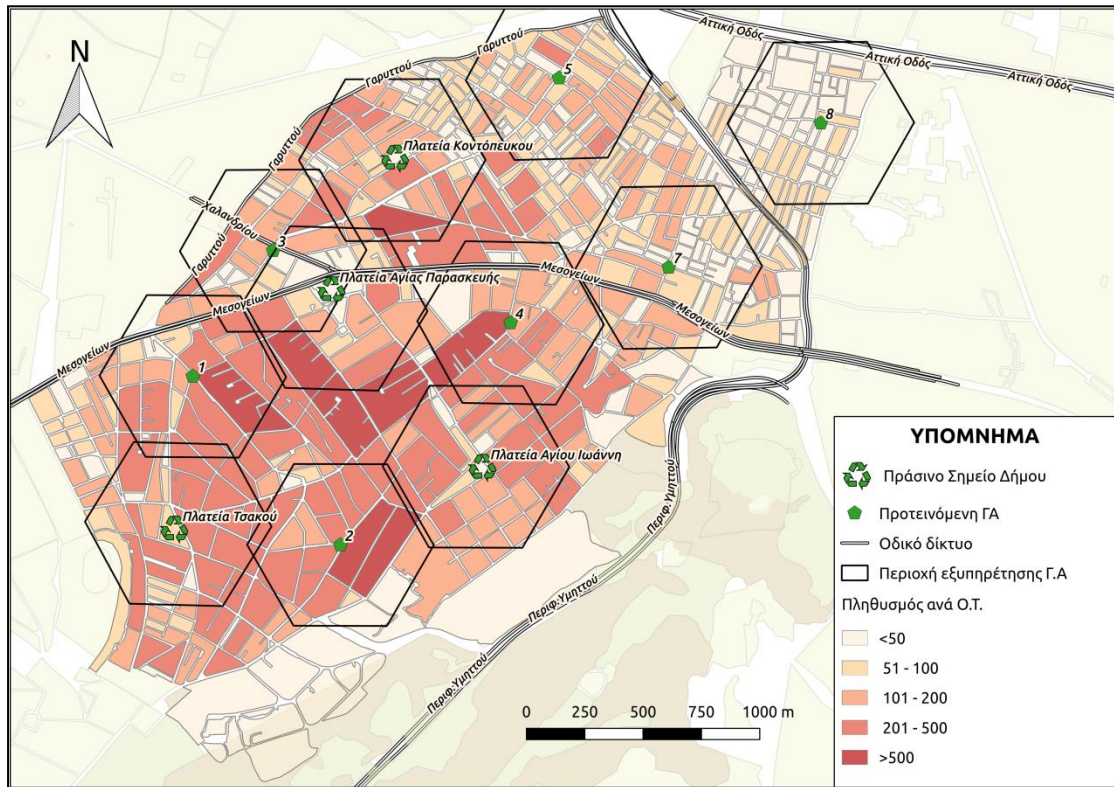 N
Αττική Οδός
Αττική Οδός
Αττική Οδός
Γαρυττού
Γαρυττού
5
8
Πλατεία Κοντόπευκου
Γαρυττού
Χαλανδρίου
3
Γαρυττού
7
Πλατεία Αγίας Παρασκευής
Μεσογείων
Μεσογείων
Μεσογείων
4
Μεσογείων
1
Πλατεία Αγίου Ιωάννη
Περιφ.Υμηττού
Πλατεία Τσακού
2
Περιφ.Υμηττού
Περιφ.Υμηττού
0 250 500 750 1000 m
ΥΠΟΜΝΗΜΑ
Πράσινο Σημείο Δήμου
Προτεινόμενη ΓΑ
Οδικό δίκτυο
Περιοχή εξυπηρέτησης Γ.Α
Πληθυσμός ανά Ο.Τ.
<50
51 - 100
101 - 200
201 - 500
>500